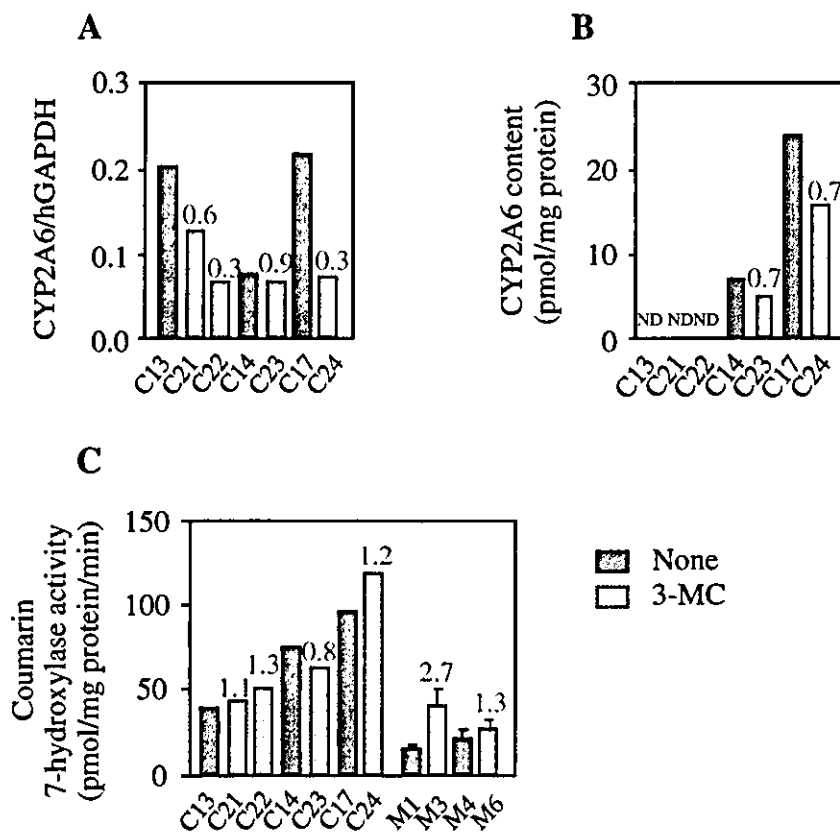 A
CYP2A6/hGAPDH
0.3
0.2
0.1
0.0
0.6
0.3
0.9
0.3
C13
C21
C22
C14
C23
C17
C24
B
CYP2A6 content
(pmol/mg protein)
30
20
10
0
ND NDND
0.7
0.7
C13
C21
C22
C14
C23
C17
C24
C
Coumarin
7-hydroxylase activity
(pmol/mg protein/min)
150
100
50
0
1.1
1.3
0.8
1.2
2.7
1.3
C13
C21
C22
C14
C23
C17
C24
M1
M3
M4
M6
None
3-MC